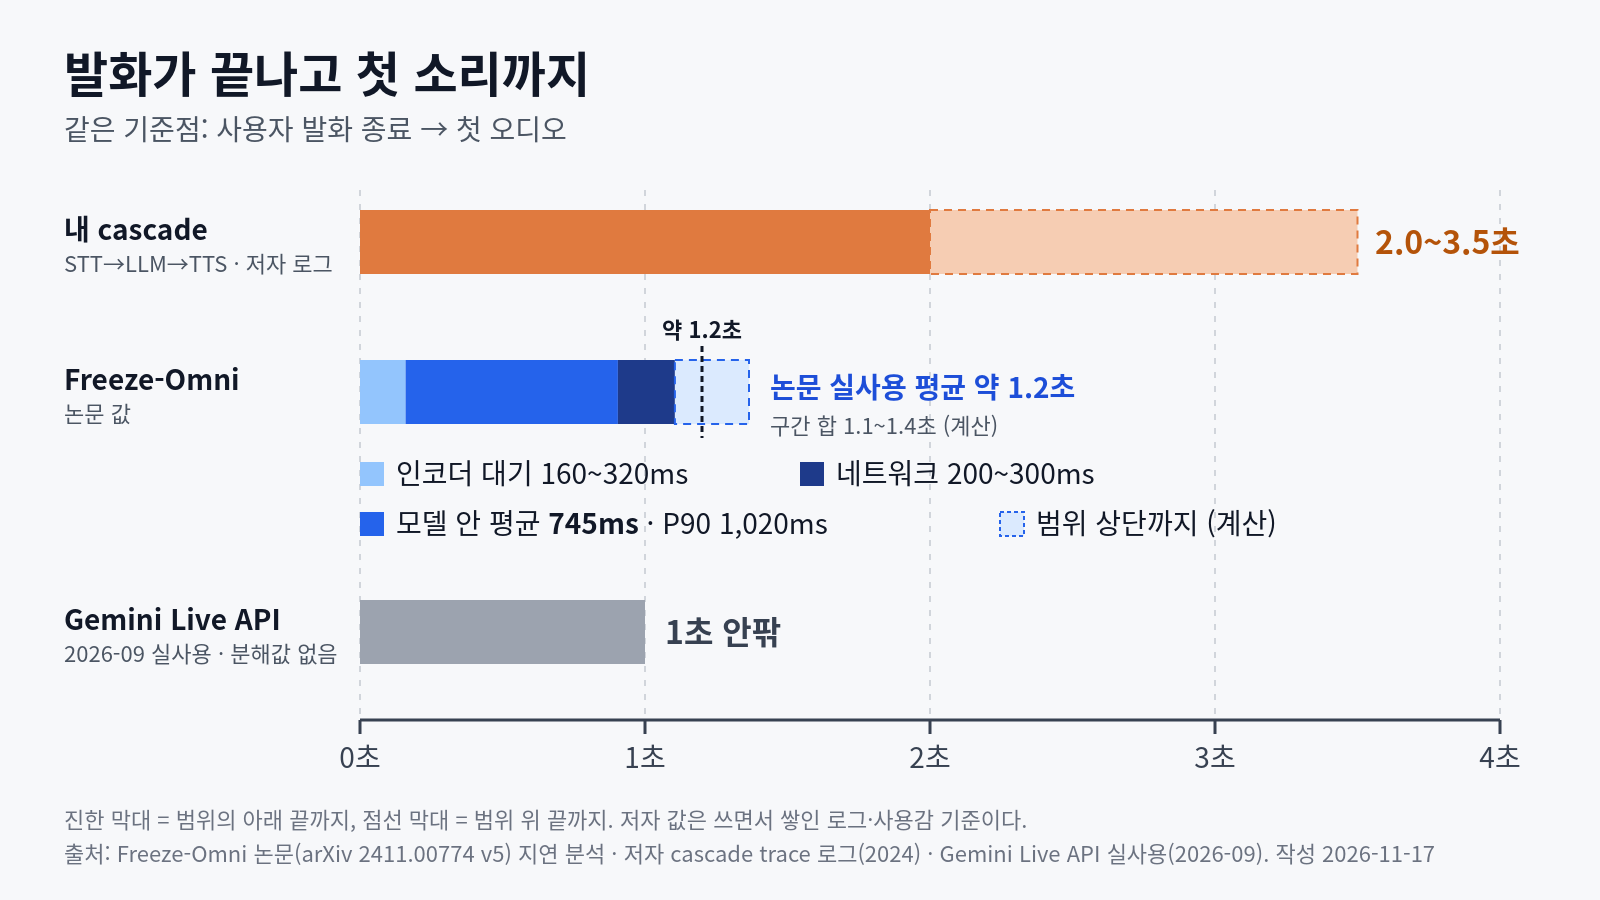 발화가 끝나고 첫 소리까지
같은 기준점: 사용자 발화 종료 → 첫 오디오
내 cascade
STT→LLM→TTS · 저자 로그
2.0~3.5초
약 1.2초
Freeze-Omni
논문 값
논문 실사용 평균 약 1.2초
구간 합 1.1~1.4초 (계산)
인코더 대기 160~320ms
네트워크 200~300ms
모델 안 평균 745ms · P90 1,020ms
범위 상단까지 (계산)
Gemini Live API
2026-09 실사용 · 분해값 없음
1초 안팎
0초 1초 2초 3초 4초
진한 막대 = 범위의 아래 끝까지, 점선 막대 = 범위 위 끝까지. 저자 값은 쓰면서 쌓인 로그·사용감 기준이다.
출처: Freeze-Omni 논문(arXiv 2411.00774 v5) 지연 분석 · 저자 cascade trace 로그(2024) · Gemini Live API 실사용(2026-09). 작성 2026-11-17